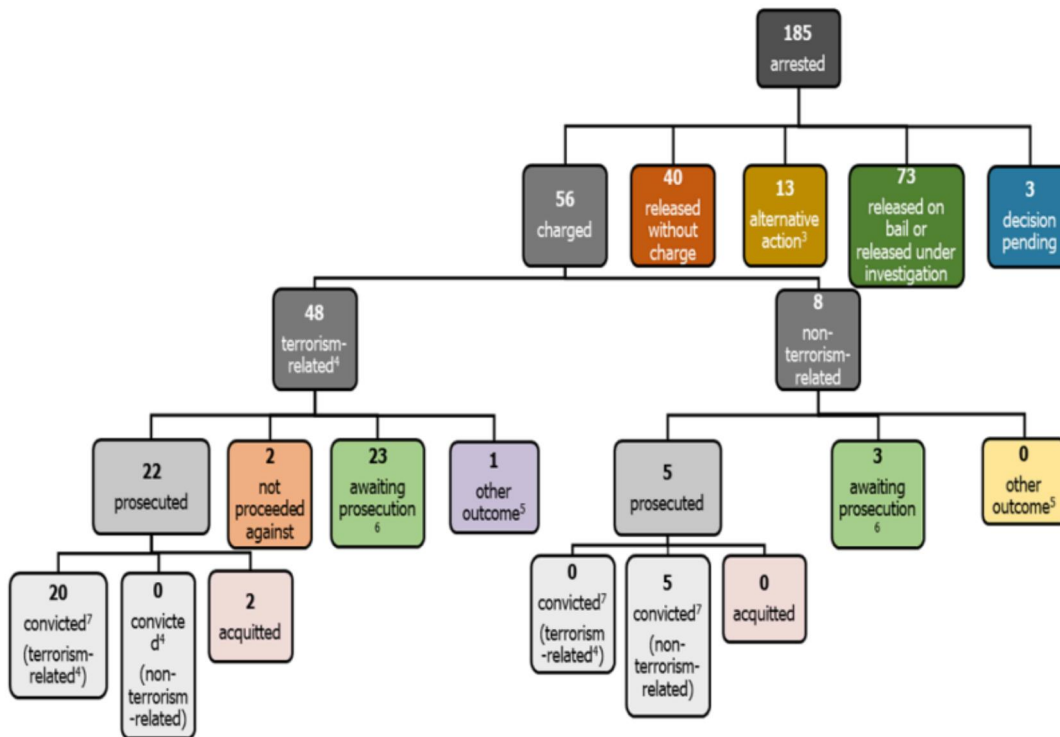 185
arrested
56
charged
40
released
without
charge
13
alternative
action³
73
released on
bail or
released under
investigation
3
decision
pending
48
terrorism-
related⁴
8
non-
terrorism-
related
22
prosecuted
2
not
proceeded
against
23
awaiting
prosecution
6
1
other
outcome⁵
5
prosecuted
3
awaiting
prosecution
6
0
other
outcome⁵
20
convicted⁷
(terrorism-
related⁴)
0
convicte
d⁴
(non-
terrorism
-related)
2
acquitted
0
convicted⁷
(terrorism
-related⁴)
5
convicted⁷
(non-
terrorism-
related)
0
acquitted